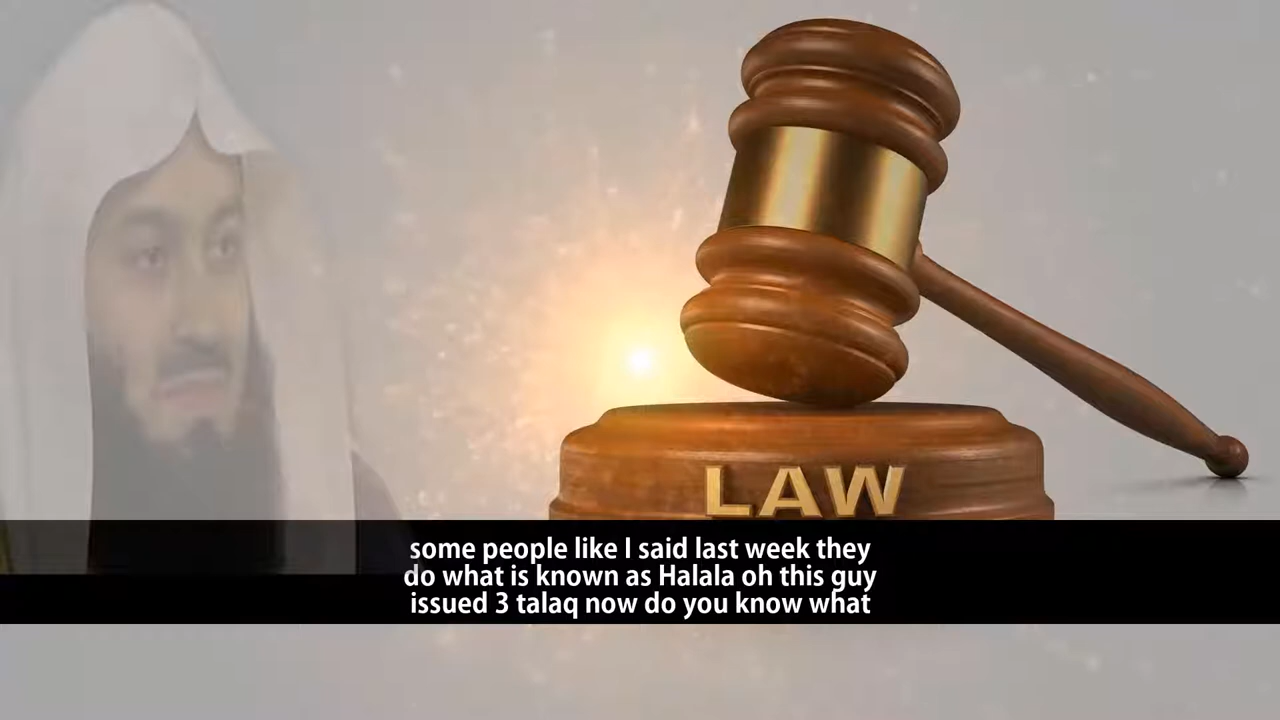 LAW
some people like I said last week they
do what is known as Halala oh this guy
issued 3 talaq now do you know what